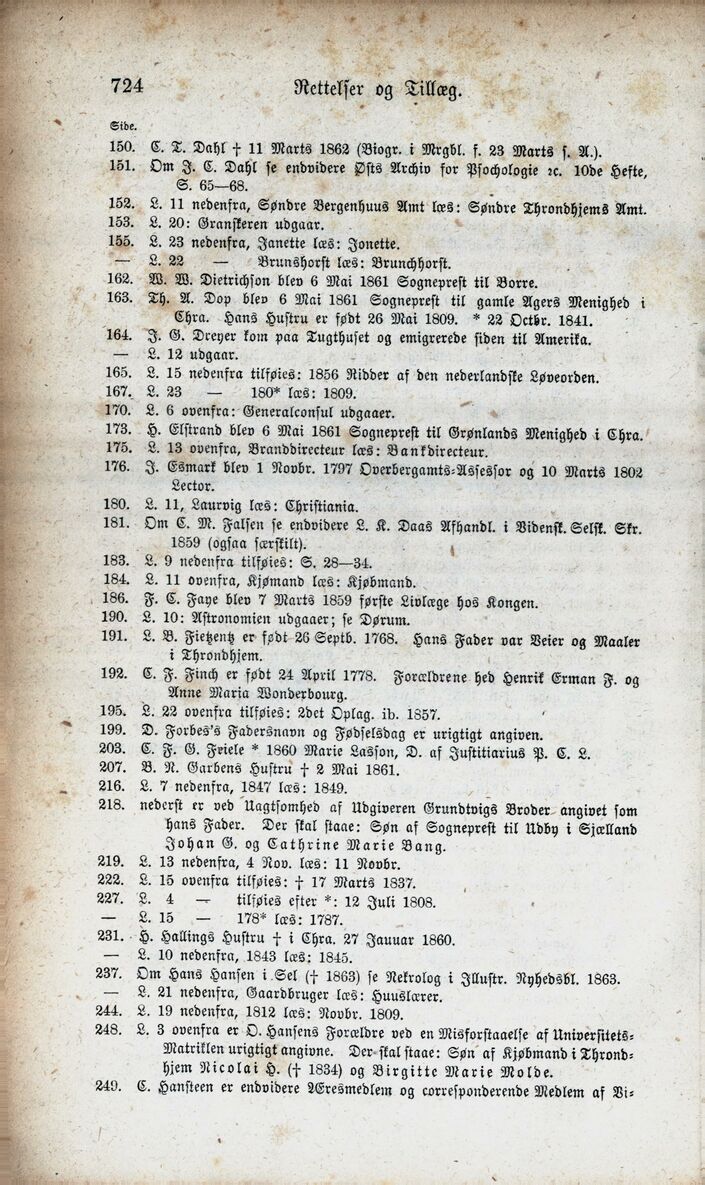 724 Rettelser og Tillæg.
Side.
150. C. T. Dahl † 11 Marts 1862 (Biogr. i Mrgbl. f. 23 Marts s. A.).
151. Om J. C. Dahl se endvidere Østs Archiv for Psychologie ꝛc. 10de Hefte,
S. 65—68.
152. L. 11 nedenfra, Søndre Bergenhuus Amt læs: Søndre Throndhjems Amt.
153. L. 20: Granskeren udgaar.
155. L. 23 nedenfra, Janette læs: Jonette.
— L. 22 — Brunshorst læs: Brunchhorst.
162. W. W. Dietrichson blev 6 Mai 1861 Sogneprest til Borre.
163. Th. A. Dop blev 6 Mai 1861 Sogneprest til gamle Agers Menighed i
Chra. Hans Hustru er født 26 Mai 1809. * 22 Octbr. 1841.
164. J. G. Dreyer kom paa Tugthuset og emigrerede siden til Amerika.
— L. 12 udgaar.
165. L. 15 nedenfra tilføies: 1856 Ridder af den nederlandske Løveorden.
167. L. 23 — 180* læs: 1809.
170. L. 6 ovenfra: Generalconsul udgaaer.
173. H. Elstrand blev 6 Mai 1861 Sogneprest til Grønlands Menighed i Chra.
175. L. 13 ovenfra, Branddirecteur læs: Bankdirecteur.
176. J. Esmark blev 1 Novbr. 1797 Overbergamts-Assessor og 10 Marts 1802
Lector.
180. L. 11, Laurvig læs: Christiania.
181. Om C. M. Falsen se endvidere L. K. Daas Afhandl. i Vidensk. Selsk. Skr.
1859 (ogsaa særskilt).
183. L. 9 nedenfra tilføies: S. 28—34.
184. L. 11 ovenfra, Kjømand læs: Kjøbmand.
186. F. C. Faye blev 7 Marts 1859 første Livlæge hos Kongen.
190. L. 10: Astronomien udgaaer; se Dørum.
191. L. B. Fietzentz er født 26 Septb. 1768. Hans Fader var Veier og Maaler
i Throndhjem.
192. C. F. Finch er født 24 April 1778. Forældrene hed Henrik Erman F. og
Anne Maria Wonderbourg.
195. L. 22 ovenfra tilføies: 2det Oplag. ib. 1857.
199. D. Forbes's Fadersnavn og Fødselsdag er urigtigt angiven.
203. C. F. G. Friele * 1860 Marie Lasson, D. af Justitiarius P. C. L.
207. B. N. Garbens Hustru † 2 Mai 1861.
216. L. 7 nedenfra, 1847 læs: 1849.
218. nederst er ved Uagtsomhed af Udgiveren Grundtvigs Broder angivet som
hans Fader. Der skal staae: Søn af Sogneprest til Udby i Sjælland
Johan G. og Cathrine Marie Bang.
219. L. 13 nedenfra, 4 Nov. læs: 11 Novbr.
222. L. 15 ovenfra tilføies: † 17 Marts 1837.
227. L. 4 — tilføies efter *: 12 Juli 1808.
— L. 15 — 178* læs: 1787.
231. H. Hallings Hustru † i Chra. 27 Januar 1860.
— L. 10 nedenfra, 1843 læs: 1845.
237. Om Hans Hansen i Sel († 1863) se Nekrolog i Illustr. Nyhedsbl. 1863.
— L. 21 nedenfra, Gaardbruger læs: Huuslærer.
244. L. 19 nedenfra, 1812 læs: Novbr. 1809.
248. L. 3 ovenfra er O. Hansens Forældre ved en Misforstaaelse af Universitets-
Matriklen urigtigt angivne. Der skal staae: Søn af Kjøbmand i Thrond-
hjem Nicolai H. († 1834) og Birgitte Marie Molde.
249. C. Hansteen er endvidere Æresmedlem og corresponderende Medlem af Vi-